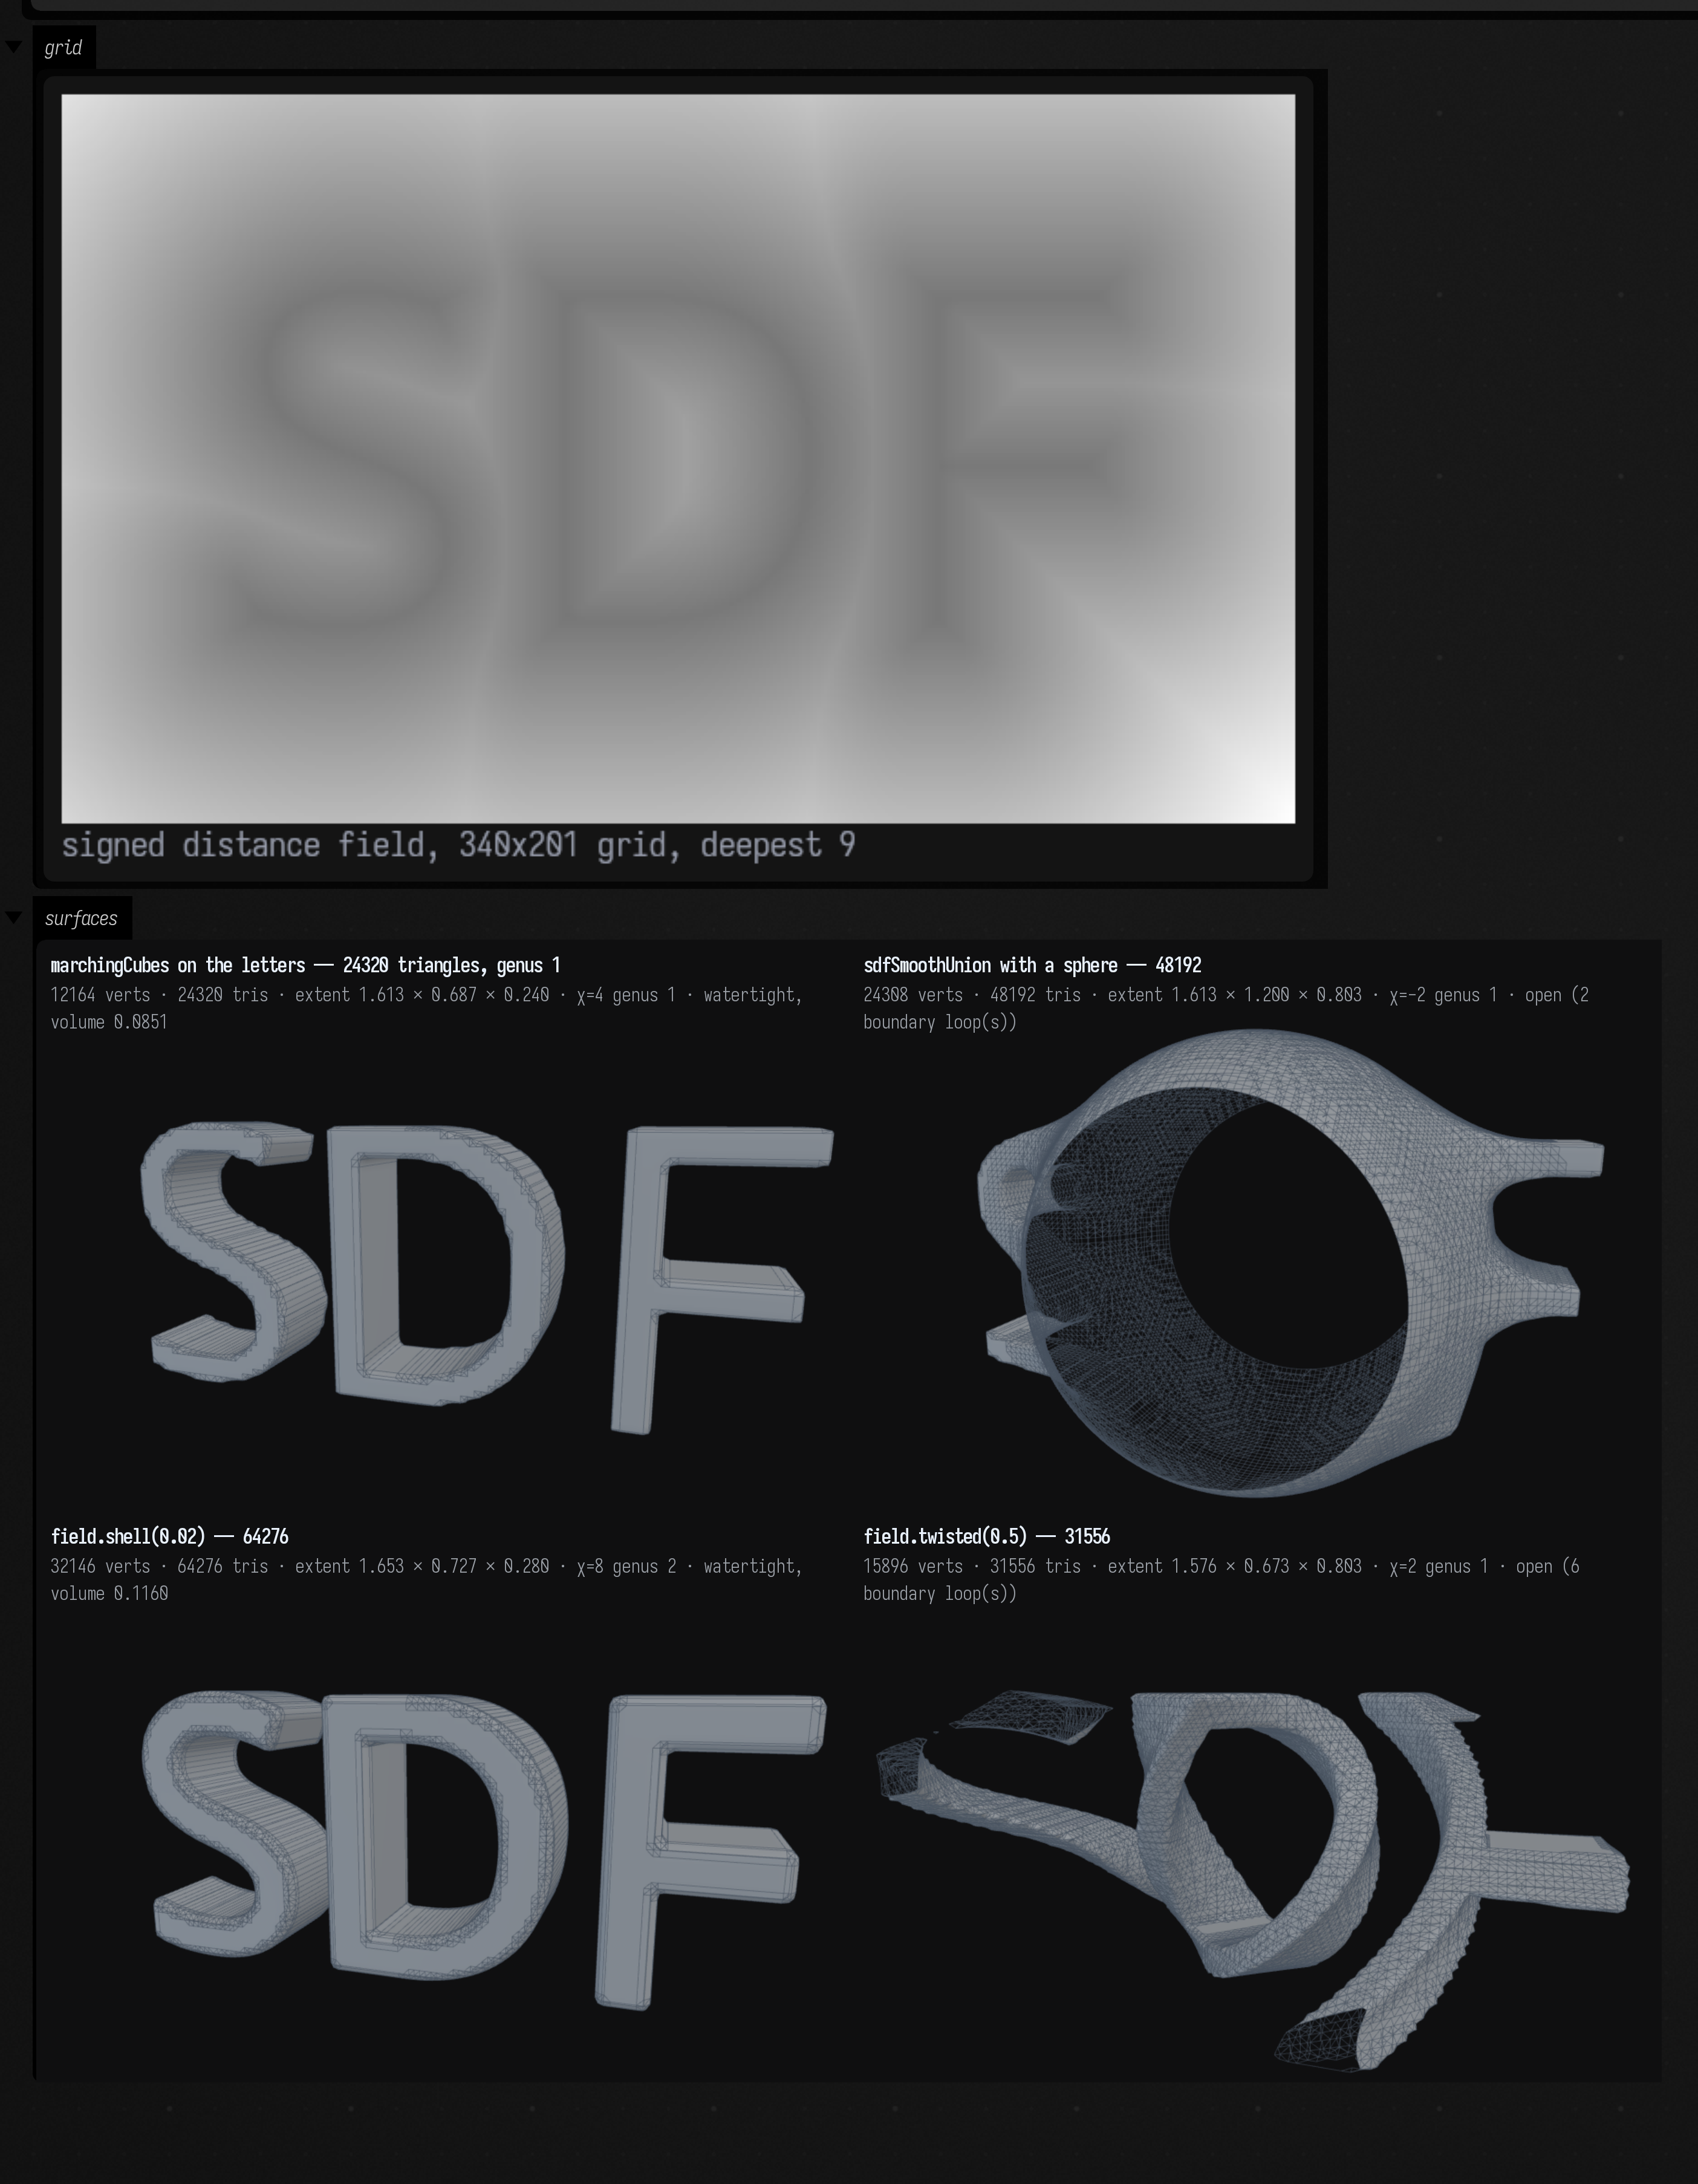 grid
SDF
signed distance field, 340x201 grid, deepest 9
surfaces
marchingCubes on the letters — 24320 triangles, genus 1
12164 verts · 24320 tris · extent 1.613 × 0.687 × 0.240 · χ=4 genus 1 · watertight,
volume 0.0851
SDF
sdfSmoothUnion with a sphere — 48192
24308 verts · 48192 tris · extent 1.613 × 1.200 × 0.803 · χ=−2 genus 1 · open (2
boundary loop(s))
field.shell(0.02) — 64276
32146 verts · 64276 tris · extent 1.653 × 0.727 × 0.280 · χ=8 genus 2 · watertight,
volume 0.1160
SDF
field.twisted(0.5) — 31556
15896 verts · 31556 tris · extent 1.576 × 0.673 × 0.803 · χ=2 genus 1 · open (6
boundary loop(s))